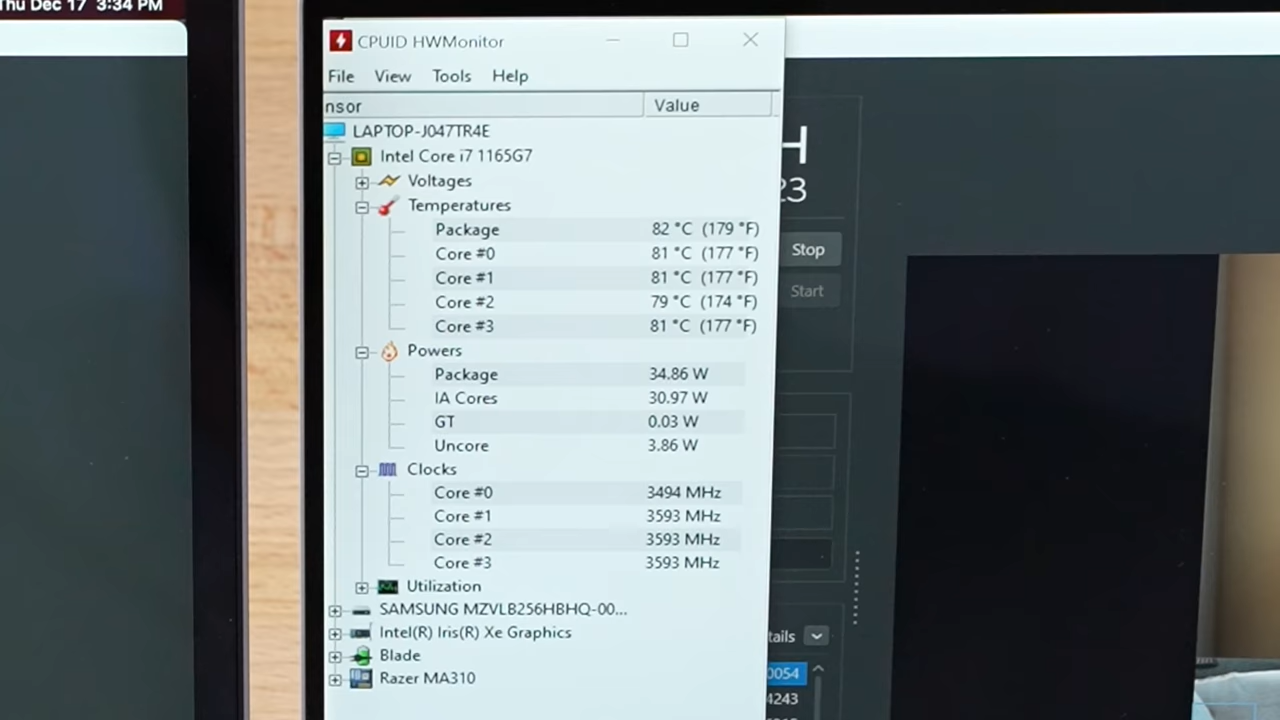 Thu Dec 17 3:34 PM
CPUID HWMonitor
File View Tools Help
nsor Value
LAPTOP-J047TR4E
Intel Core i7 1165G7
Voltages
Temperatures
Package 82 °C (179 °F)
Core #0 81 °C (177 °F)
Core #1 81 °C (177 °F)
Core #2 79 °C (174 °F)
Core #3 81 °C (177 °F)
Powers
Package 34.86 W
IA Cores 30.97 W
GT 0.03 W
Uncore 3.86 W
Clocks
Core #0 3494 MHz
Core #1 3593 MHz
Core #2 3593 MHz
Core #3 3593 MHz
Utilization
SAMSUNG MZVLB256HBHQ-00...
Intel(R) Iris(R) Xe Graphics
Blade
Razer MA310
H
23
Stop
Start
tails
0054
4243